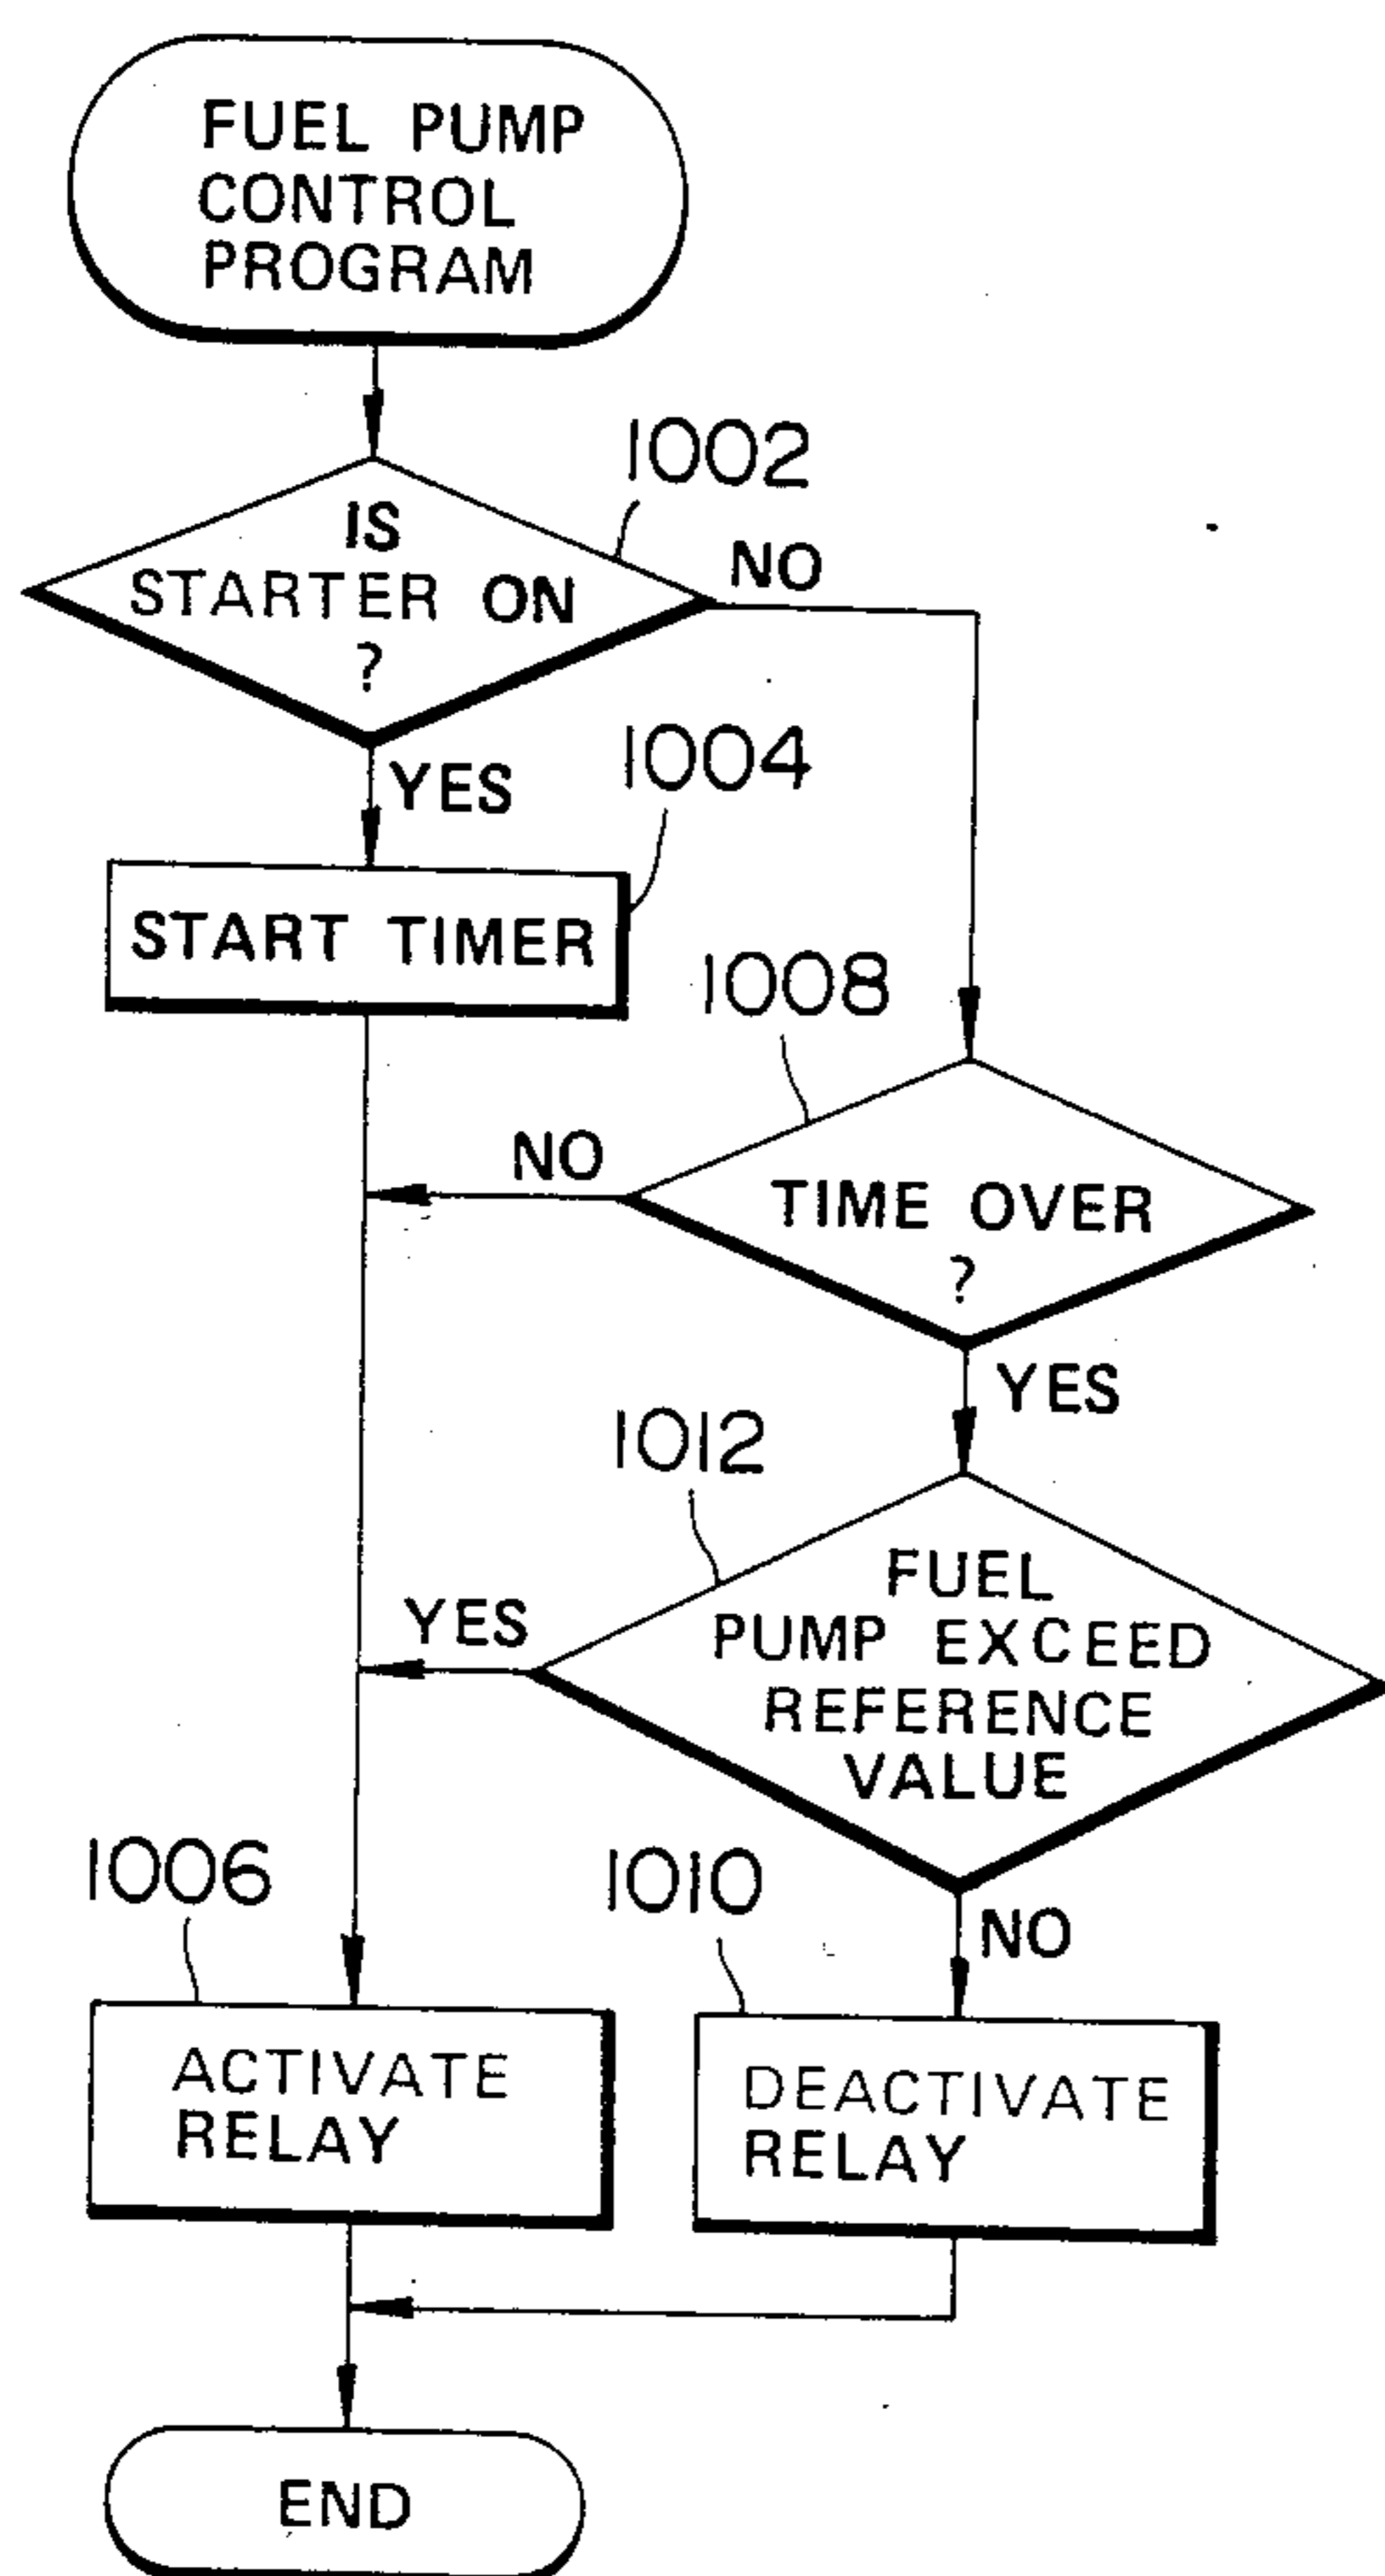 FUEL PUMP
CONTROL
PROGRAM
1002
IS
STARTER ON
?
NO
YES
1004
START TIMER
1008
NO
TIME OVER
?
YES
1012
YES
FUEL
PUMP EXCEED
REFERENCE
VALUE
NO
1006
1010
ACTIVATE
RELAY
DEACTIVATE
RELAY
END